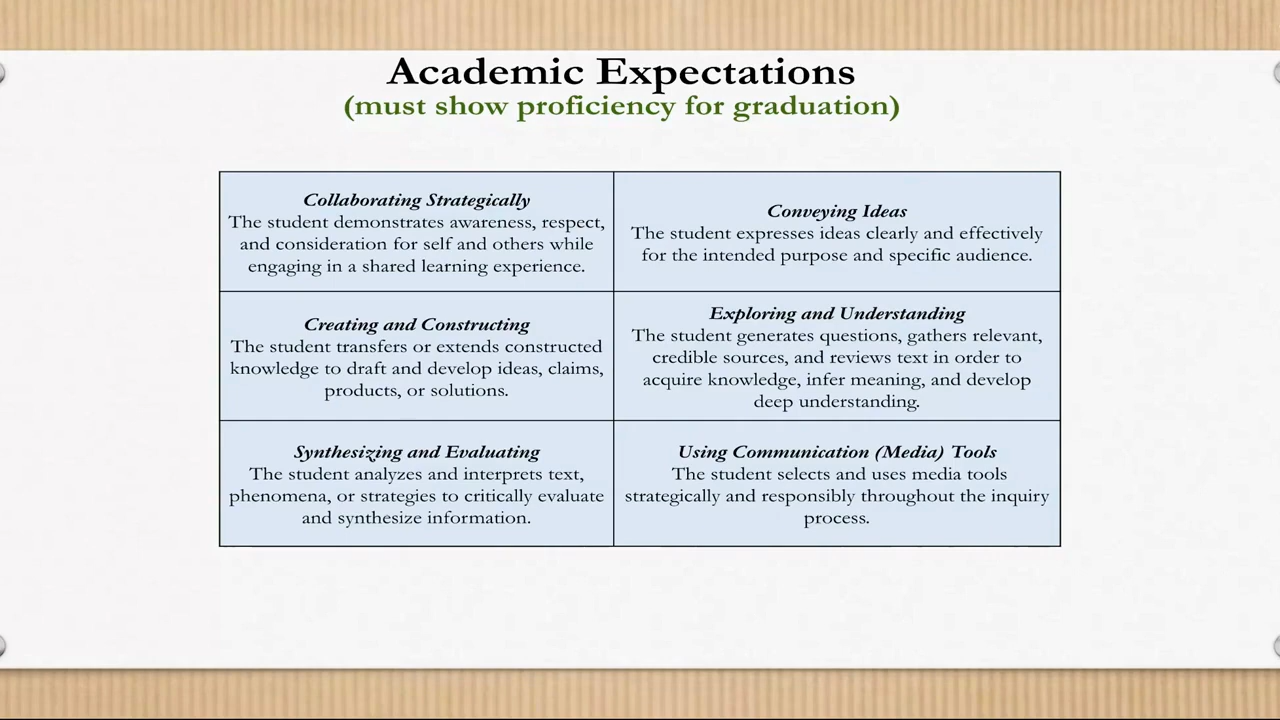 Academic Expectations
(must show proficiency for graduation)
Collaborating Strategically
The student demonstrates awareness, respect,
and consideration for self and others while
engaging in a shared learning experience.
Conveying Ideas
The student expresses ideas clearly and effectively
for the intended purpose and specific audience.
Creating and Constructing
The student transfers or extends constructed
knowledge to draft and develop ideas, claims,
products, or solutions.
Exploring and Understanding
The student generates questions, gathers relevant,
credible sources, and reviews text in order to
acquire knowledge, infer meaning, and develop
deep understanding.
Synthesizing and Evaluating
The student analyzes and interprets text,
phenomena, or strategies to critically evaluate
and synthesize information.
Using Communication (Media) Tools
The student selects and uses media tools
strategically and responsibly throughout the inquiry
process.